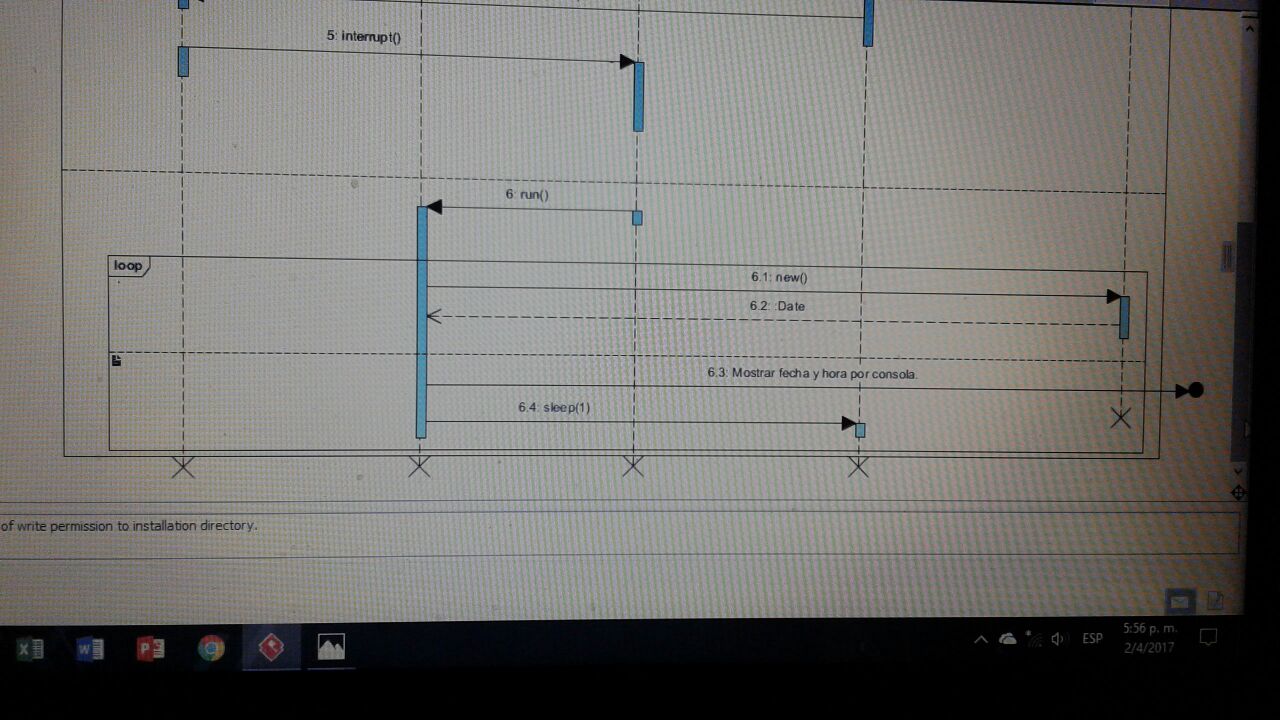 5: interrupt()
6: run()
loop
6.1: new()
6.2: :Date
6.3: Mostrar fecha y hora por consola.
6.4: sleep(1)
of write permission to installation directory.
5:56 p. m.
ESP
2/4/2017